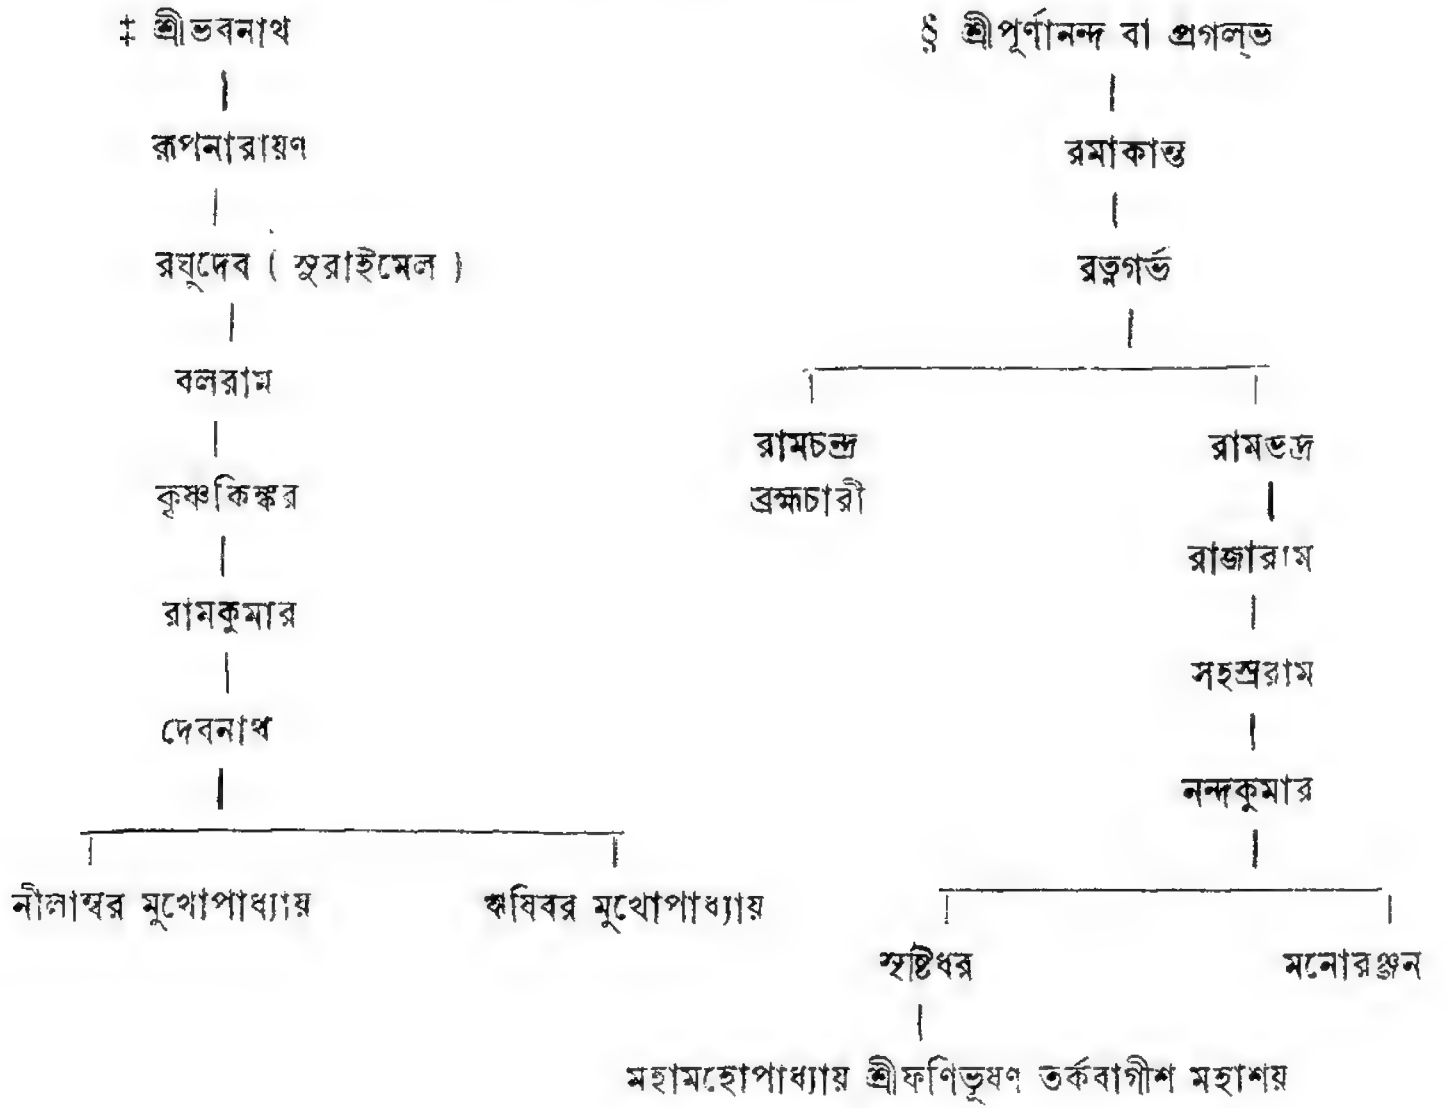 ‡ শ্রীভবনাথ
রূপনারায়ণ
রঘুদেব ( সুরাইমেল )
বলরাম
কৃষ্ণকিঙ্কর
রামকুমার
দেবনাথ
নীলাম্বর মুখোপাধ্যায়
ঋষিবর মুখোপাধ্যায়
§ শ্রীপূর্ণানন্দ বা প্রগল্‌ভ
রমাকান্ত
রত্নগর্ভ
রামচন্দ্র
ব্রহ্মচারী
রামভদ্র
রাজারাম
সহস্ররাম
নন্দকুমার
সৃষ্টিধর
মনোরঞ্জন
মহামহোপাধ্যায় শ্রীফণিভূষণ তর্কবাগীশ মহাশয়